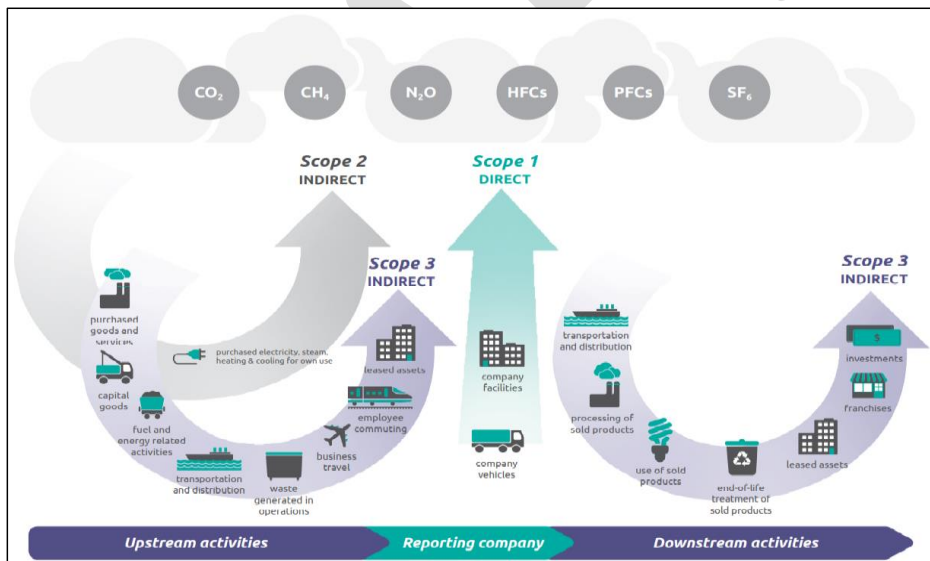 CO₂
CH₄
N₂O
HFCs
PFCs
SF₆
Scope 2
INDIRECT
Scope 1
DIRECT
Scope 3
INDIRECT
Scope 3
INDIRECT
purchased
goods and
services
capital
goods
fuel and
energy related
activities
transportation
and distribution
waste
generated in
operations
business
travel
employee
commuting
leased assets
purchased electricity, steam,
heating & cooling for own use
company
facilities
company
vehicles
transportation
and distribution
processing of
sold products
use of sold
products
end-of-life
treatment of
sold products
leased assets
franchises
investments
$
Upstream activities
Reporting company
Downstream activities